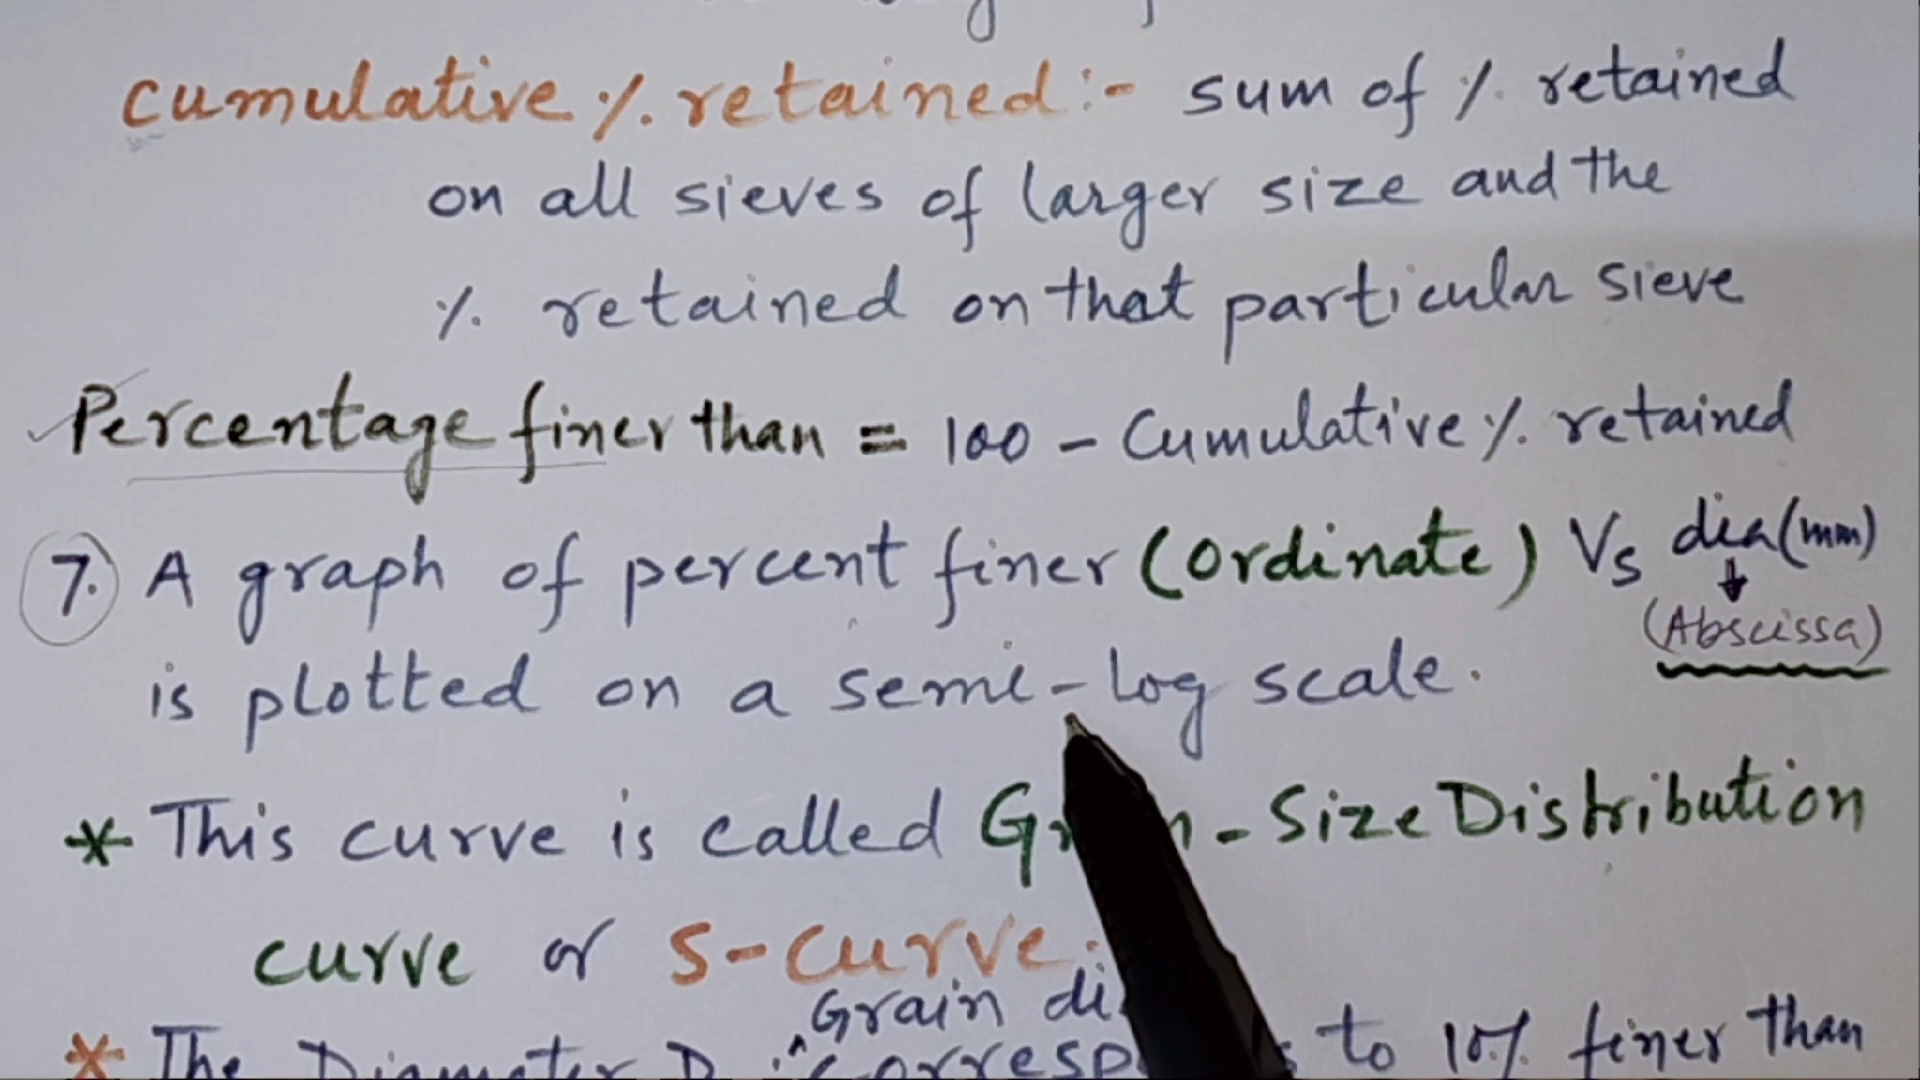 cumulative % retained :- sum of % retained
on all sieves of larger size and the
% retained on that particular sieve
Percentage finer than = 100 - Cumulative % retained
7. A graph of percent finer (ordinate) Vs dia(mm)
(Abscissa)
is plotted on a semi-log scale.
* This curve is called - Size Distribution
curve or S-curve.
Grain
* The Diameter D to 10% finer than